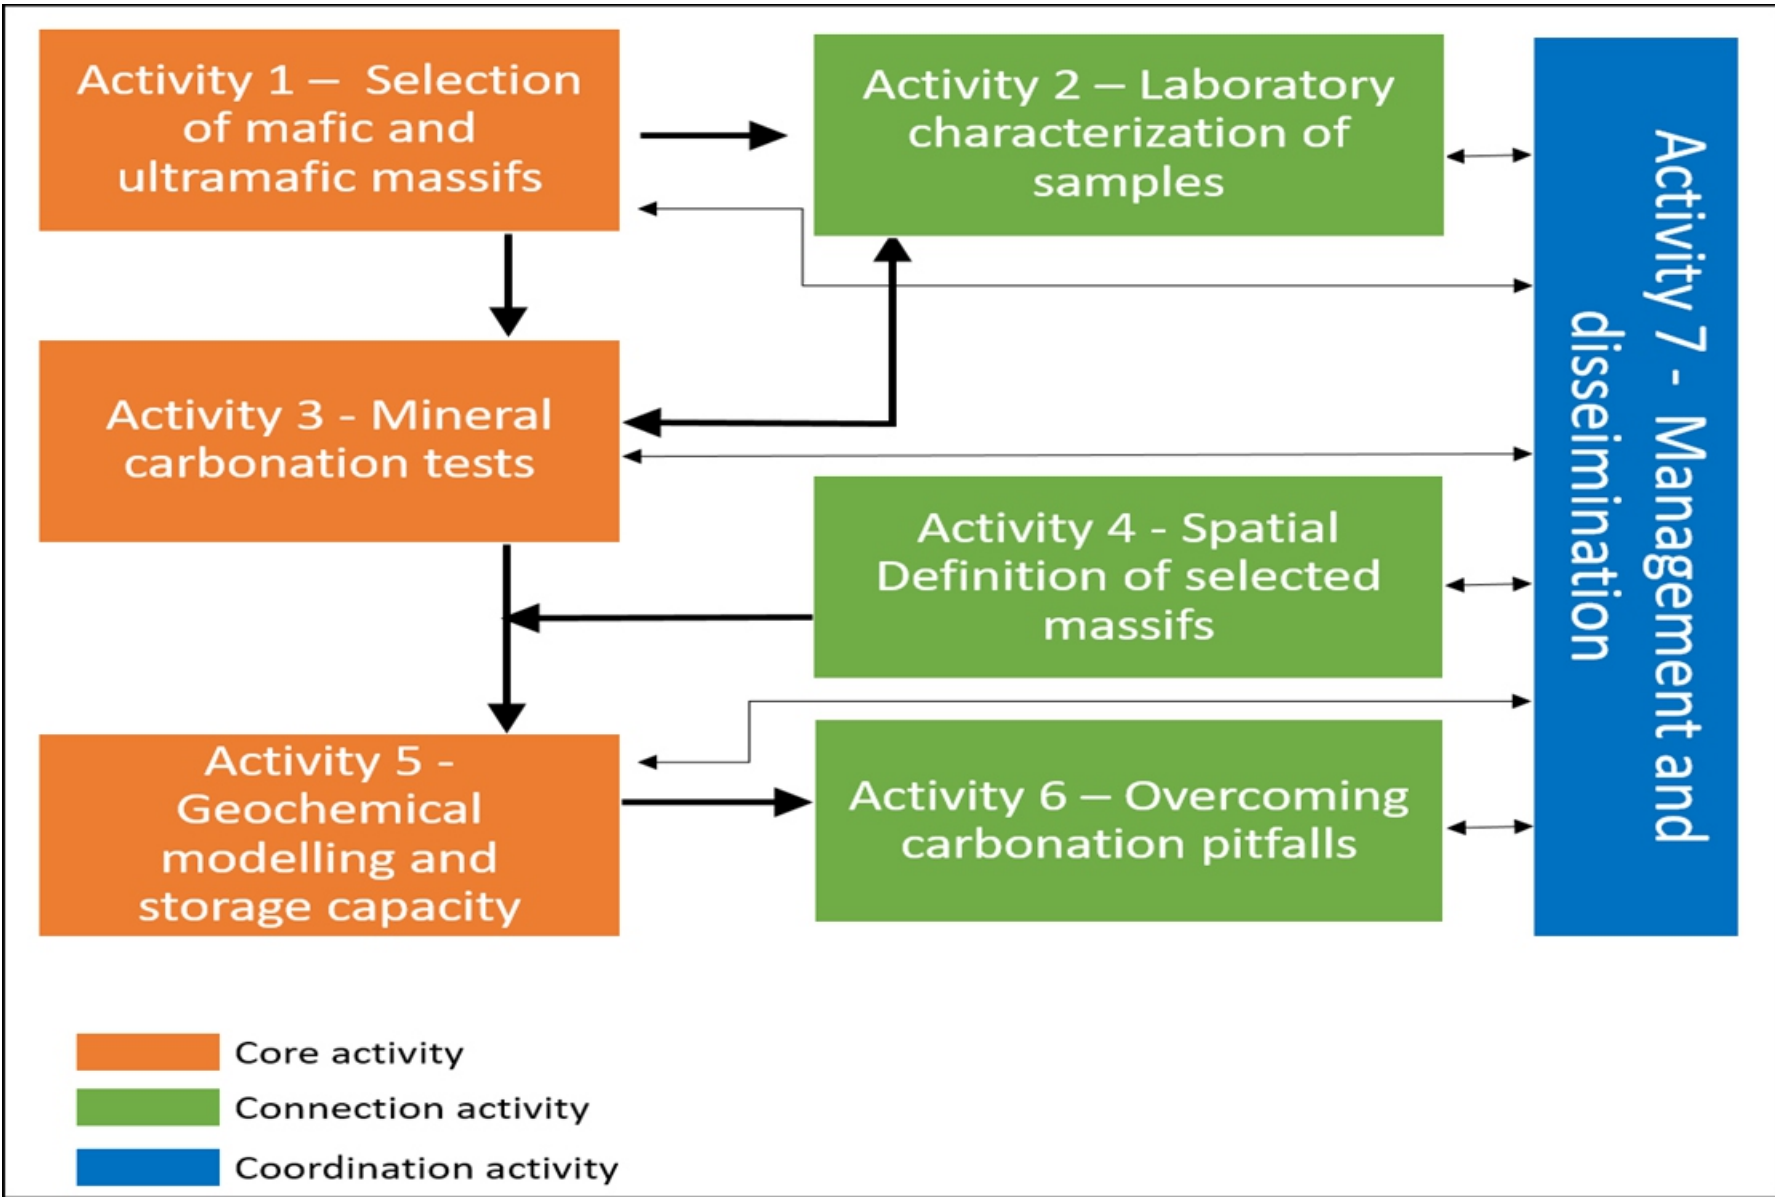 Activity 1 – Selection
of mafic and
ultramafic massifs
Activity 2 – Laboratory
characterization of
samples
Activity 3 - Mineral
carbonation tests
Activity 4 - Spatial
Definition of selected
massifs
Activity 5 -
Geochemical
modelling and
storage capacity
Activity 6 – Overcoming
carbonation pitfalls
Activity 7 - Management and
disseimination
Core activity
Connection activity
Coordination activity